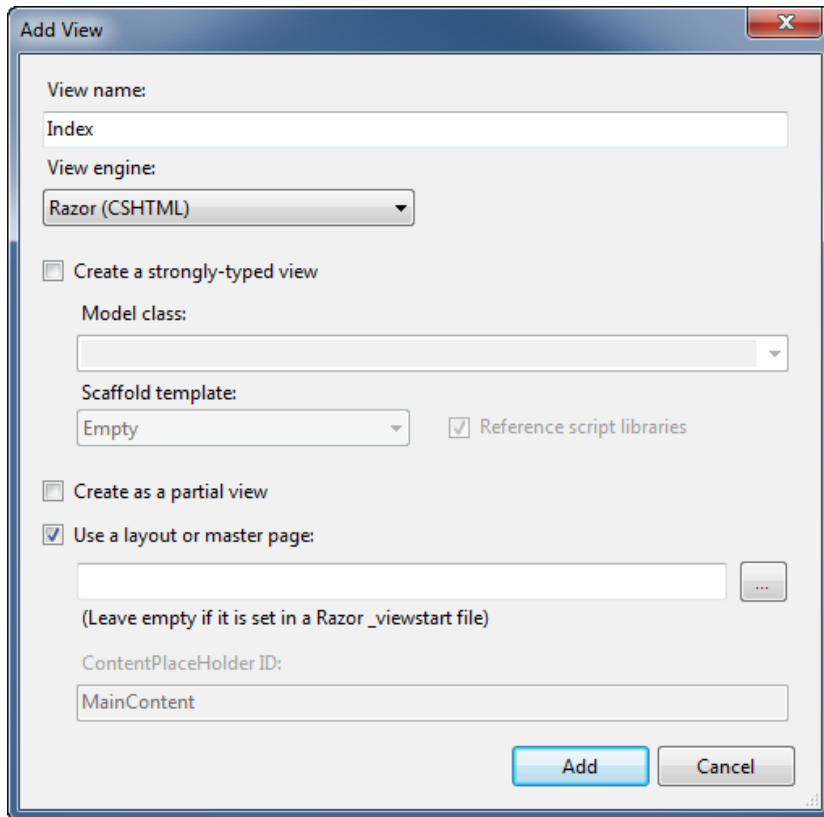 Add View
View name:
Index
View engine:
Razor (CSHTML)
Create a strongly-typed view
Model class:
Scaffold template:
Empty
Reference script libraries
Create as a partial view
Use a layout or master page:
...
(Leave empty if it is set in a Razor _viewstart file)
ContentPlaceHolder ID:
MainContent
Add
Cancel